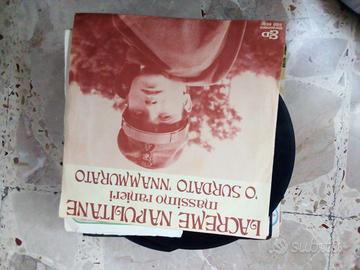 LACREME NAPULITANE
massimo ranieri
'O SURDATO 'NNAMMURATO
subito